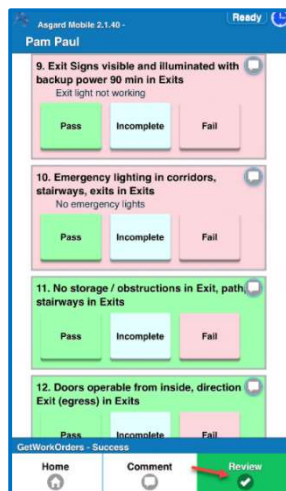 Asgard Mobile 2.1.40 -
Ready
Pam Paul
9. Exit Signs visible and illuminated with
backup power 90 min in Exits
Exit light not working
Pass Incomplete Fail
10. Emergency lighting in corridors,
stairways, exits in Exits
No emergency lights
Pass Incomplete Fail
11. No storage / obstructions in Exit, path,
stairways in Exits
Pass Incomplete Fail
12. Doors operable from inside, direction
Exit (egress) in Exits
Pass Incomplete Fail
GetWorkOrders - Success
Home Comment Review